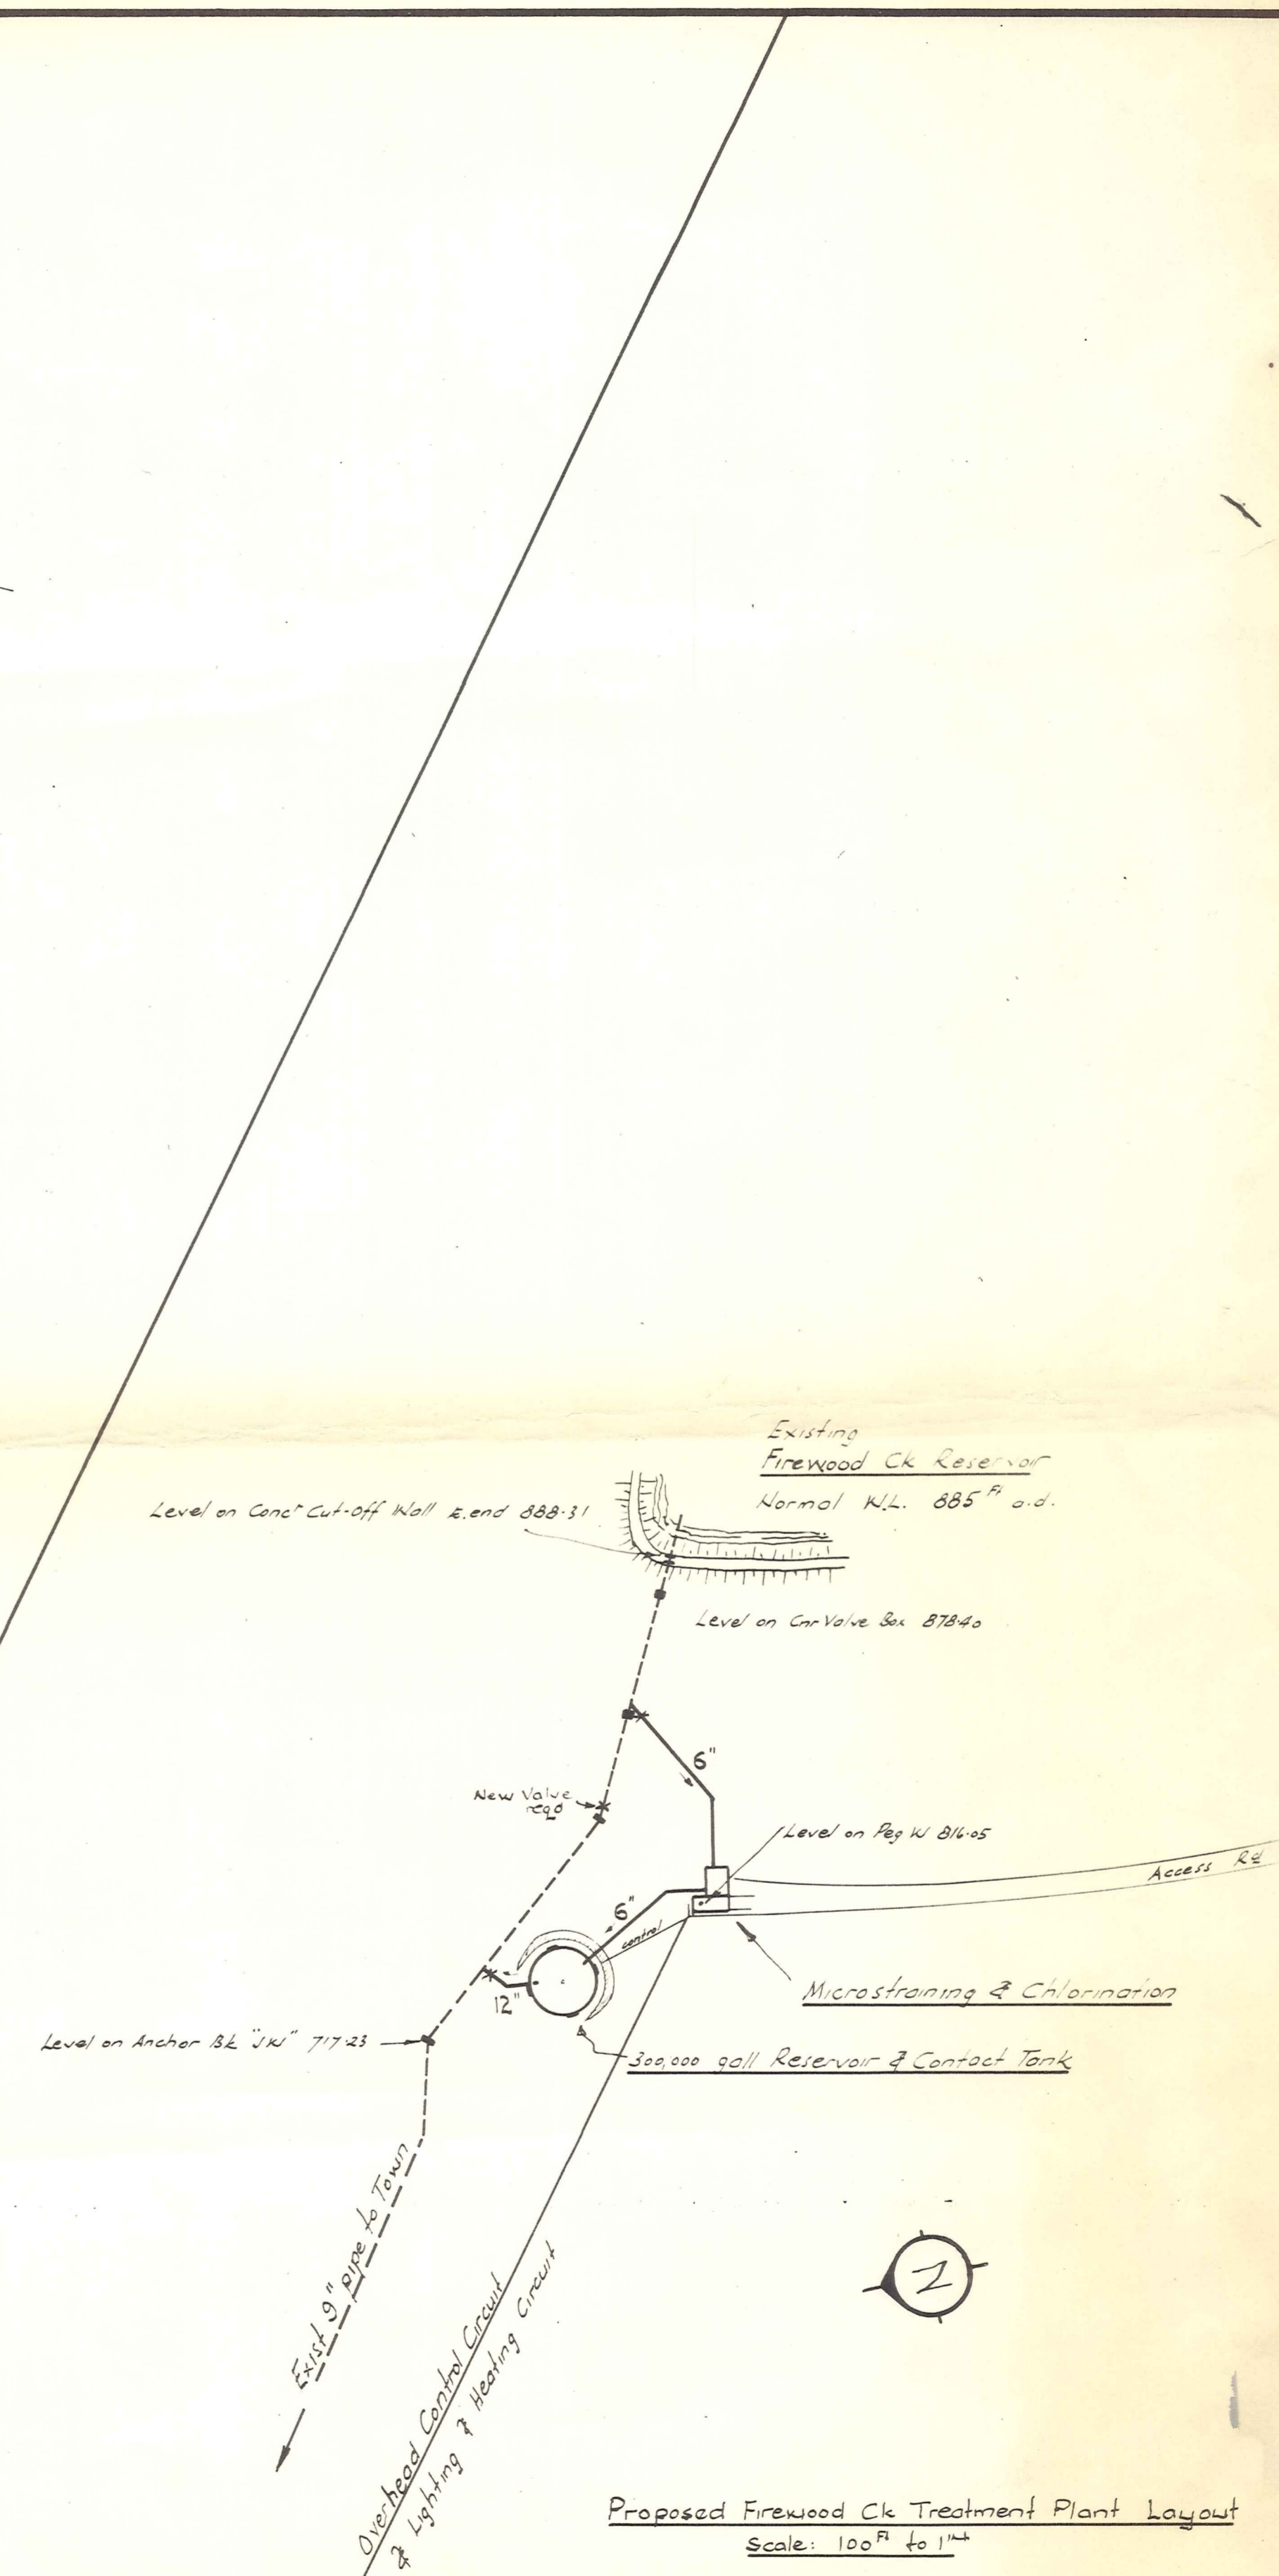 Existing
Firewood Ck Reservoir
Normal W.L. 885 Ft a.d.
Level on Conct Cut-off Wall E.end 888·31
Level on Cnr Valve Box 878·40
6"
New Valve
reqd
Level on Peg W 816·05
Access Rd
6"
control
12"
Microstraining & Chlorination
Level on Anchor Bk "JW" 717·23
300,000 gall Reservoir & Contact Tank
Exist 9" pipe to Town
Overhead Control Circuit
& Lighting & Heating Circuit
N
Proposed Firewood Ck Treatment Plant Layout
Scale: 100 Ft to 1"